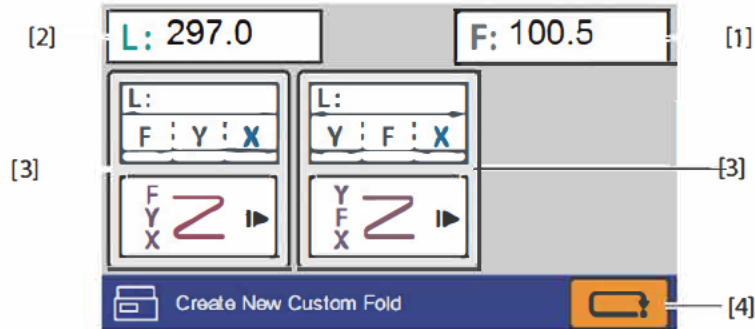 [2] L: 297.0 F: 100.5 [1]
L: L:
F Y X Y F X
[3] [3]
F Y
Y F
X X
Create New Custom Fold [4]